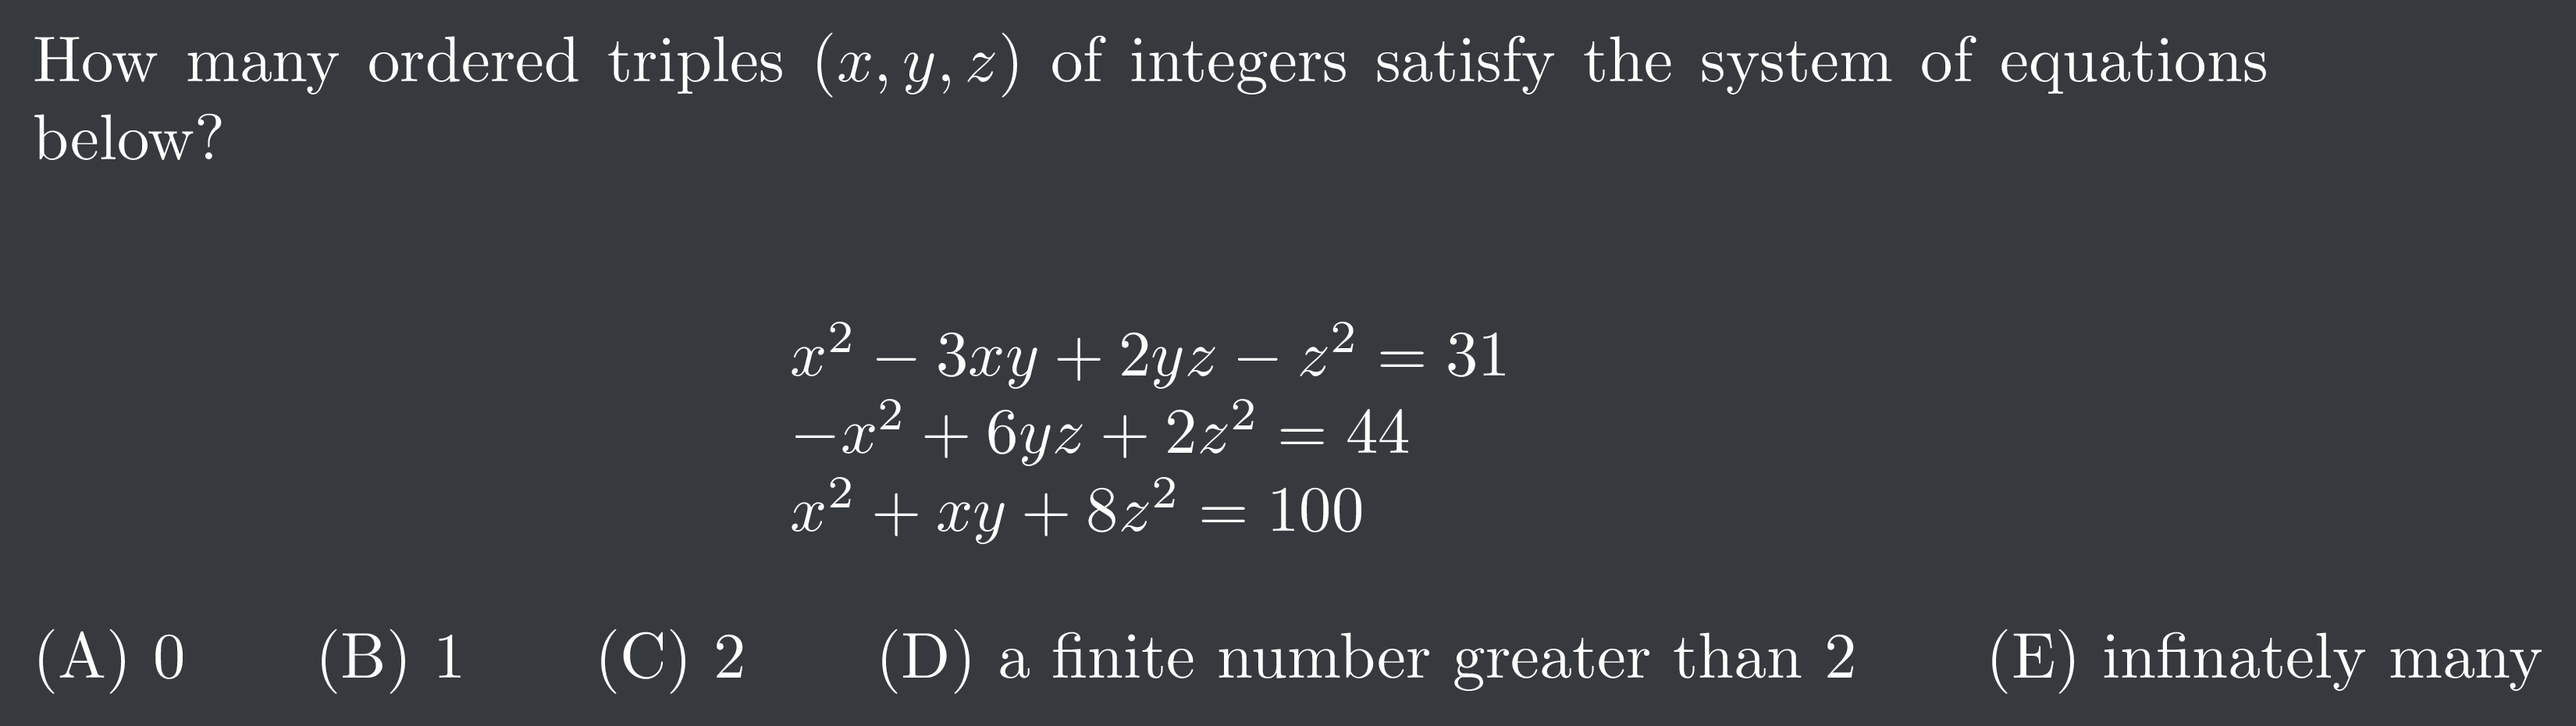 How many ordered triples (x, y, z) of integers satisfy the system of equations
below?
x² − 3xy + 2yz − z² = 31
−x² + 6yz + 2z² = 44
x² + xy + 8z² = 100
(A) 0 (B) 1 (C) 2 (D) a finite number greater than 2 (E) infinately many